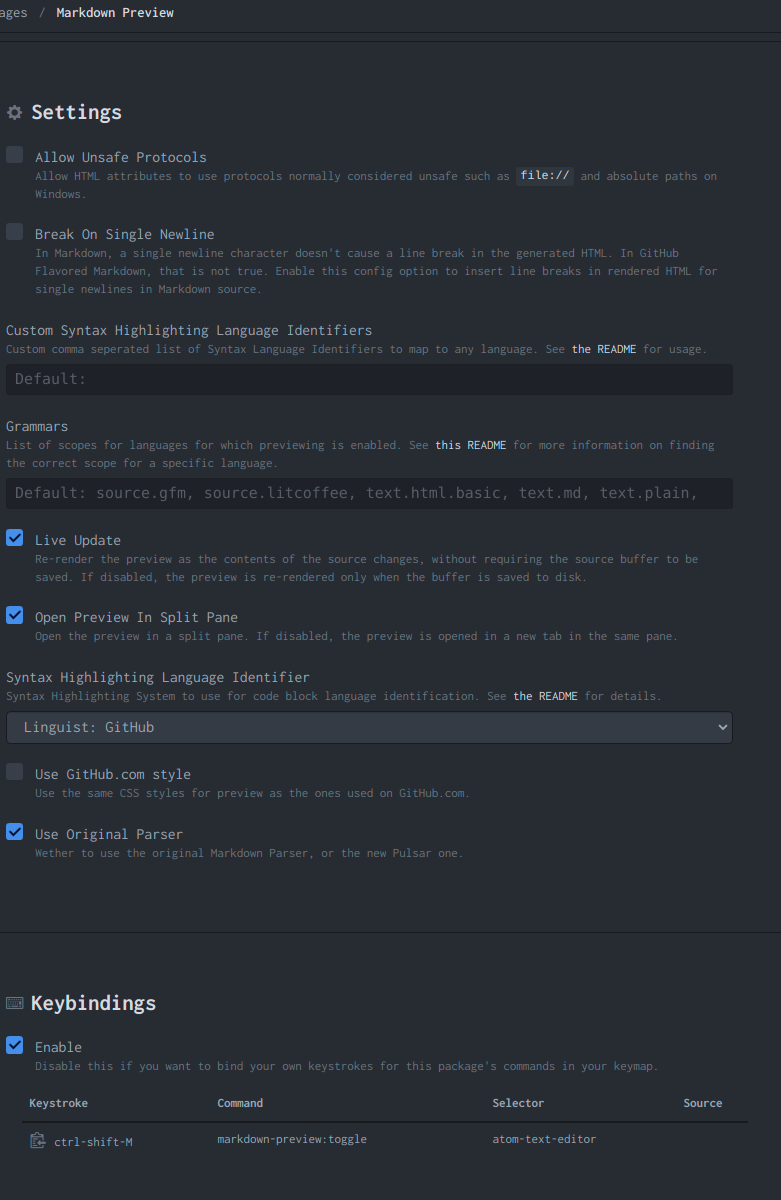 ages / Markdown Preview
Settings
Allow Unsafe Protocols
Allow HTML attributes to use protocols normally considered unsafe such as file:// and absolute paths on
Windows.
Break On Single Newline
In Markdown, a single newline character doesn't cause a line break in the generated HTML. In GitHub
Flavored Markdown, that is not true. Enable this config option to insert line breaks in rendered HTML for
single newlines in Markdown source.
Custom Syntax Highlighting Language Identifiers
Custom comma seperated list of Syntax Language Identifiers to map to any language. See the README for usage.
Default:
Grammars
List of scopes for languages for which previewing is enabled. See this README for more information on finding
the correct scope for a specific language.
Default: source.gfm, source.litcoffee, text.html.basic, text.md, text.plain,
Live Update
Re-render the preview as the contents of the source changes, without requiring the source buffer to be
saved. If disabled, the preview is re-rendered only when the buffer is saved to disk.
Open Preview In Split Pane
Open the preview in a split pane. If disabled, the preview is opened in a new tab in the same pane.
Syntax Highlighting Language Identifier
Syntax Highlighting System to use for code block language identification. See the README for details.
Linguist: GitHub
Use GitHub.com style
Use the same CSS styles for preview as the ones used on GitHub.com.
Use Original Parser
Wether to use the original Markdown Parser, or the new Pulsar one.
Keybindings
Enable
Disable this if you want to bind your own keystrokes for this package's commands in your keymap.
Keystroke Command Selector Source
ctrl-shift-M markdown-preview:toggle atom-text-editor